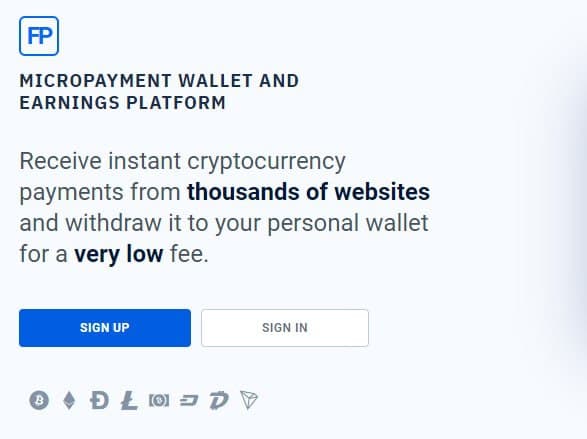 FP
MICROPAYMENT WALLET AND
EARNINGS PLATFORM
Receive instant cryptocurrency
payments from thousands of websites
and withdraw it to your personal wallet
for a very low fee.
SIGN UP
SIGN IN